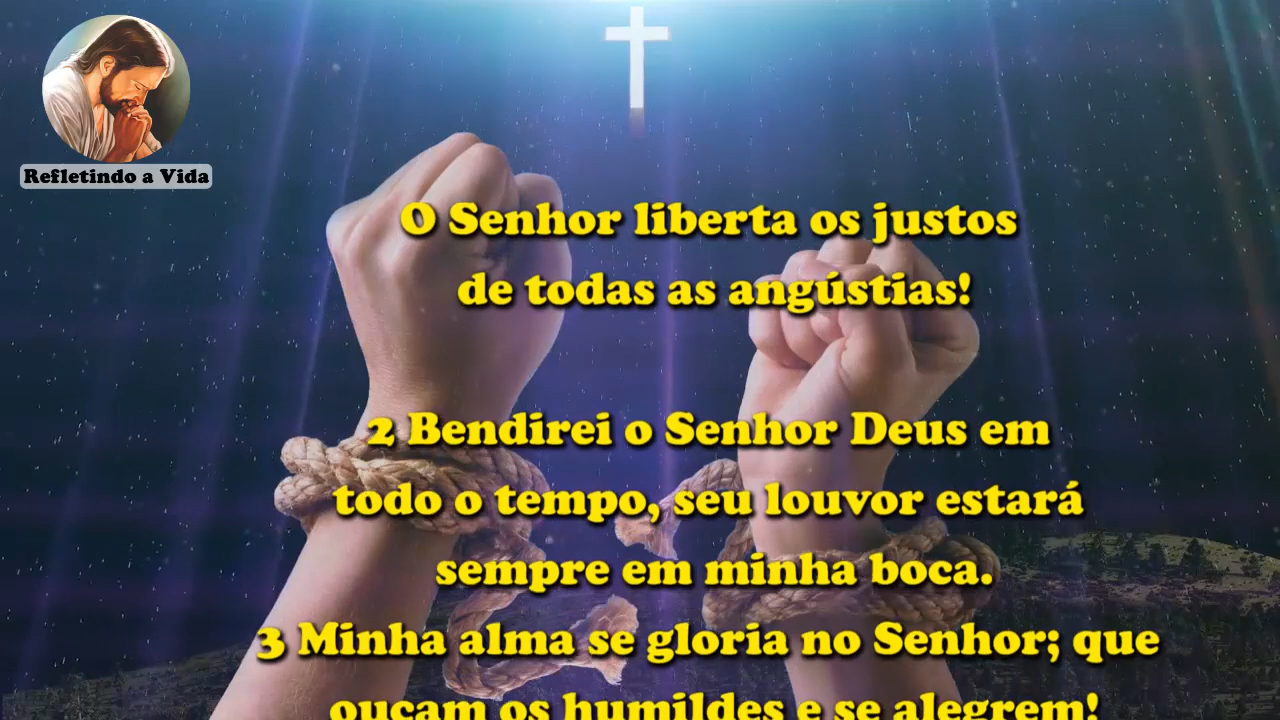 Refletindo a Vida
O Senhor liberta os justos
de todas as angústias!
2 Bendirei o Senhor Deus em
todo o tempo, seu louvor estará
sempre em minha boca.
3 Minha alma se gloria no Senhor; que
ouçam os humildes e se alegrem!